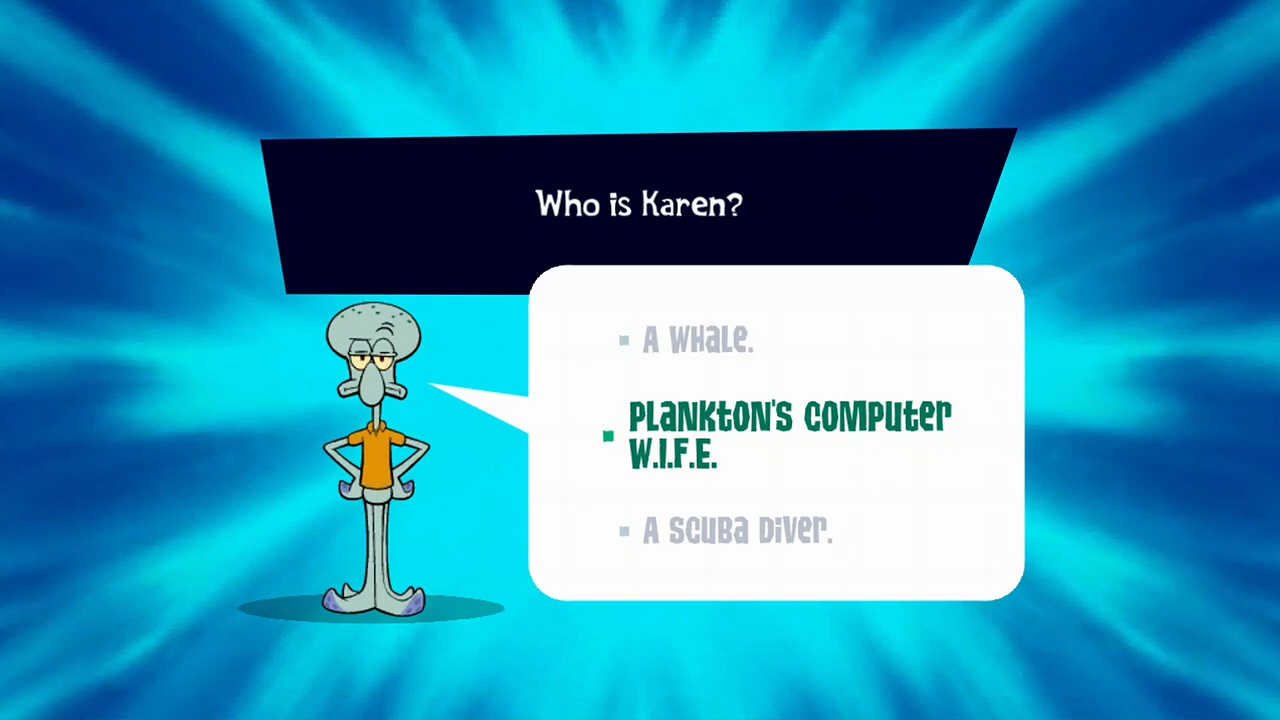 Who is Karen?
A WHALE.
PLANKTON'S COMPUTER
W.I.F.E.
A SCUBA DIVER.